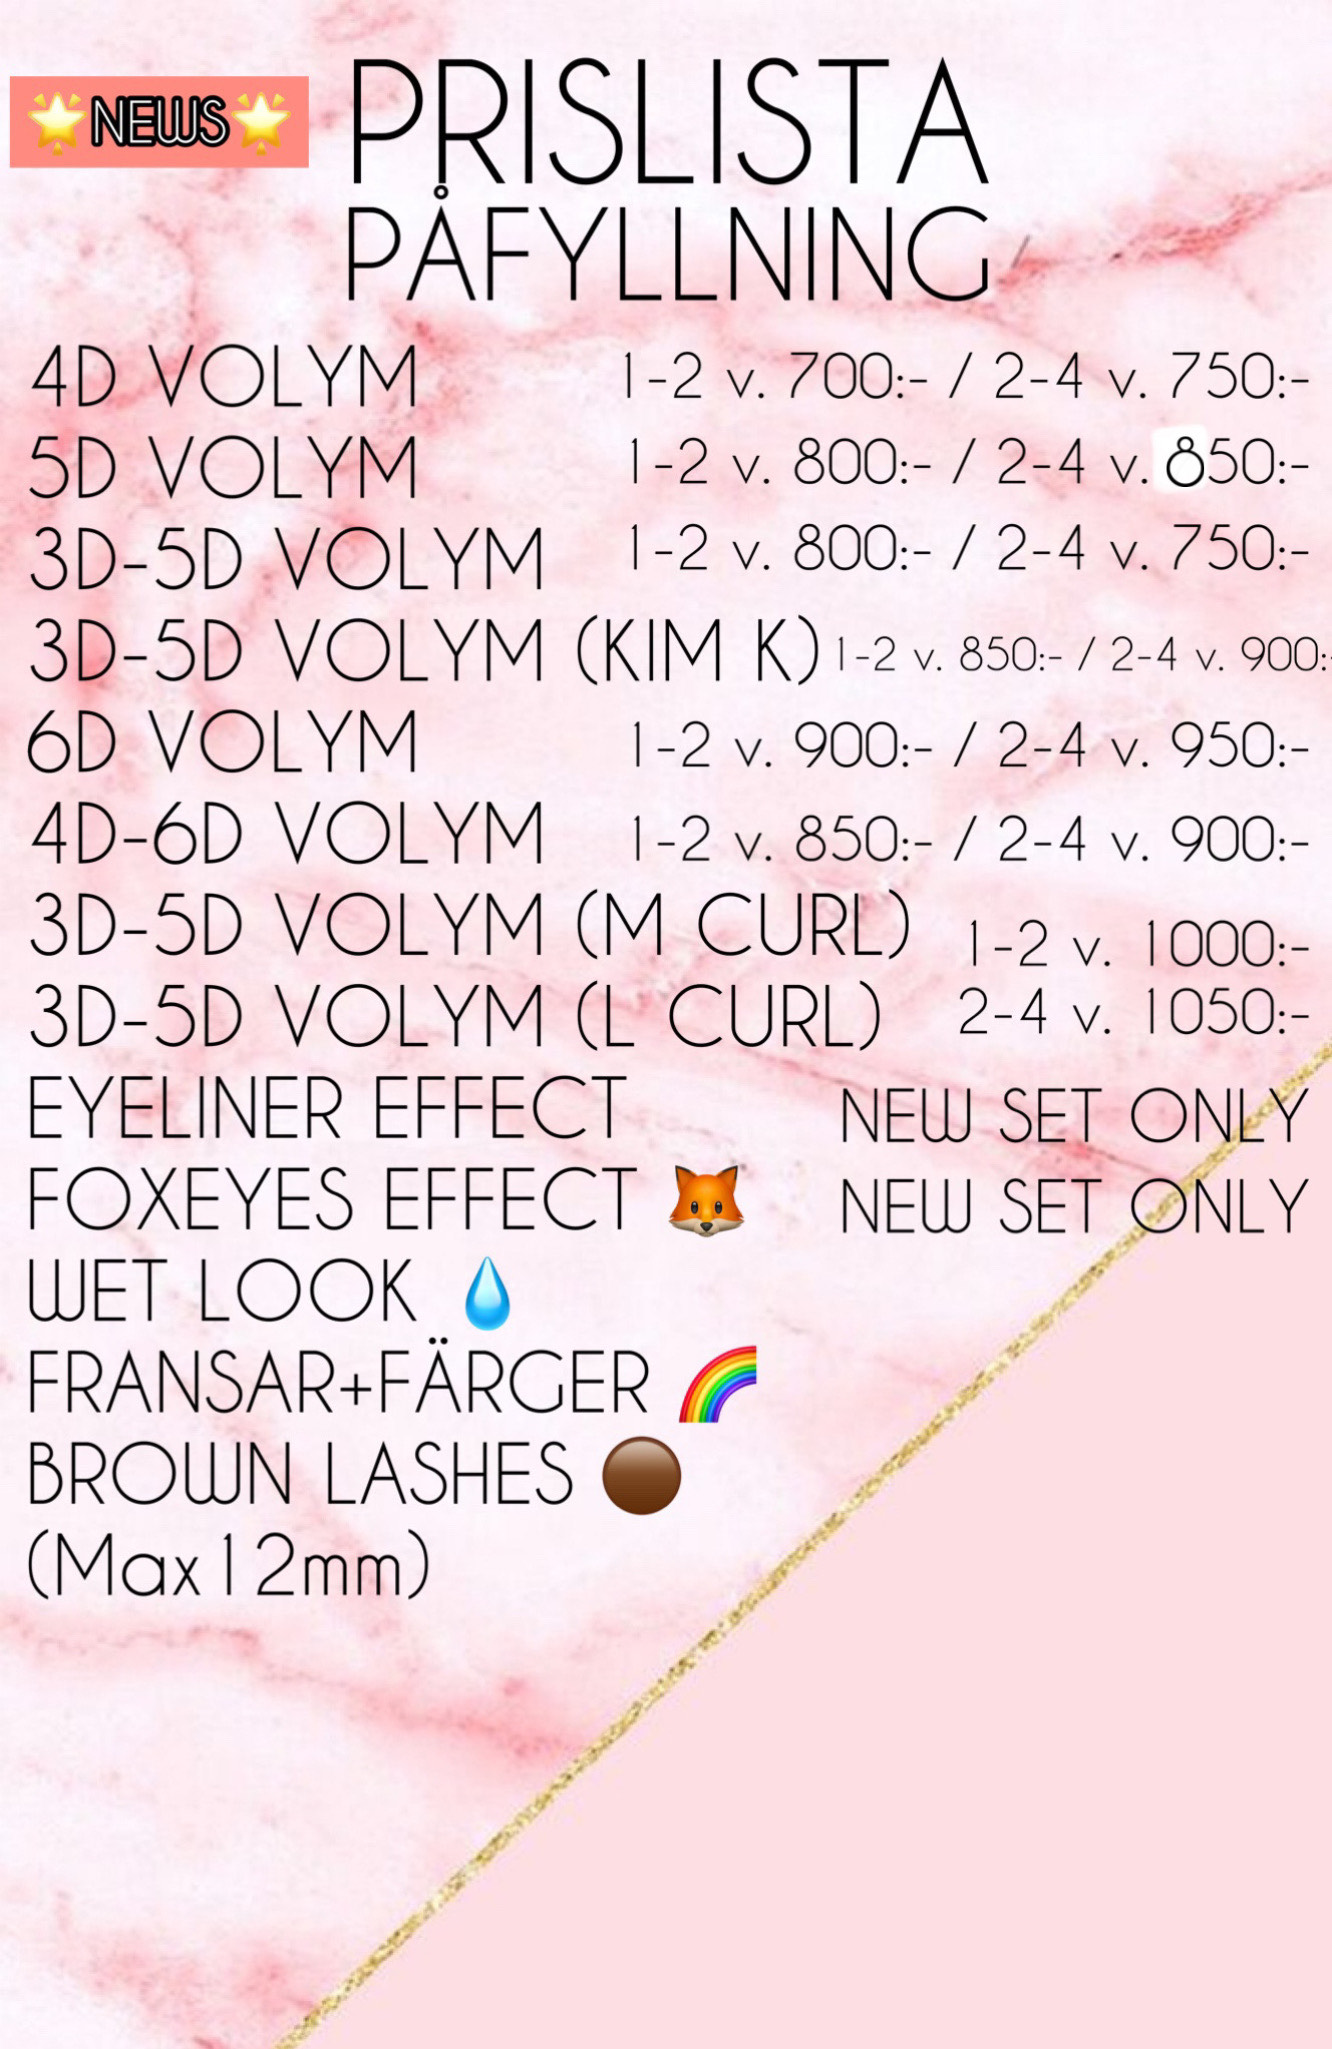 NEWS
PRISLISTA
PÅFYLLNING
4D VOLYM 1-2 v. 700:- / 2-4 v. 750:-
5D VOLYM 1-2 v. 800:- / 2-4 v. 850:-
3D-5D VOLYM 1-2 v. 800:- / 2-4 v. 750:-
3D-5D VOLYM (KIM K) 1-2 v. 850:- / 2-4 v. 900:-
6D VOLYM 1-2 v. 900:- / 2-4 v. 950:-
4D-6D VOLYM 1-2 v. 850:- / 2-4 v. 900:-
3D-5D VOLYM (M CURL) 1-2 v. 1000:-
3D-5D VOLYM (L CURL) 2-4 v. 1050:-
EYELINER EFFECT NEW SET ONLY
FOXEYES EFFECT 🦊 NEW SET ONLY
WET LOOK 💧
FRANSAR+FÄRGER 🌈
BROWN LASHES 🟤
(Max12mm)